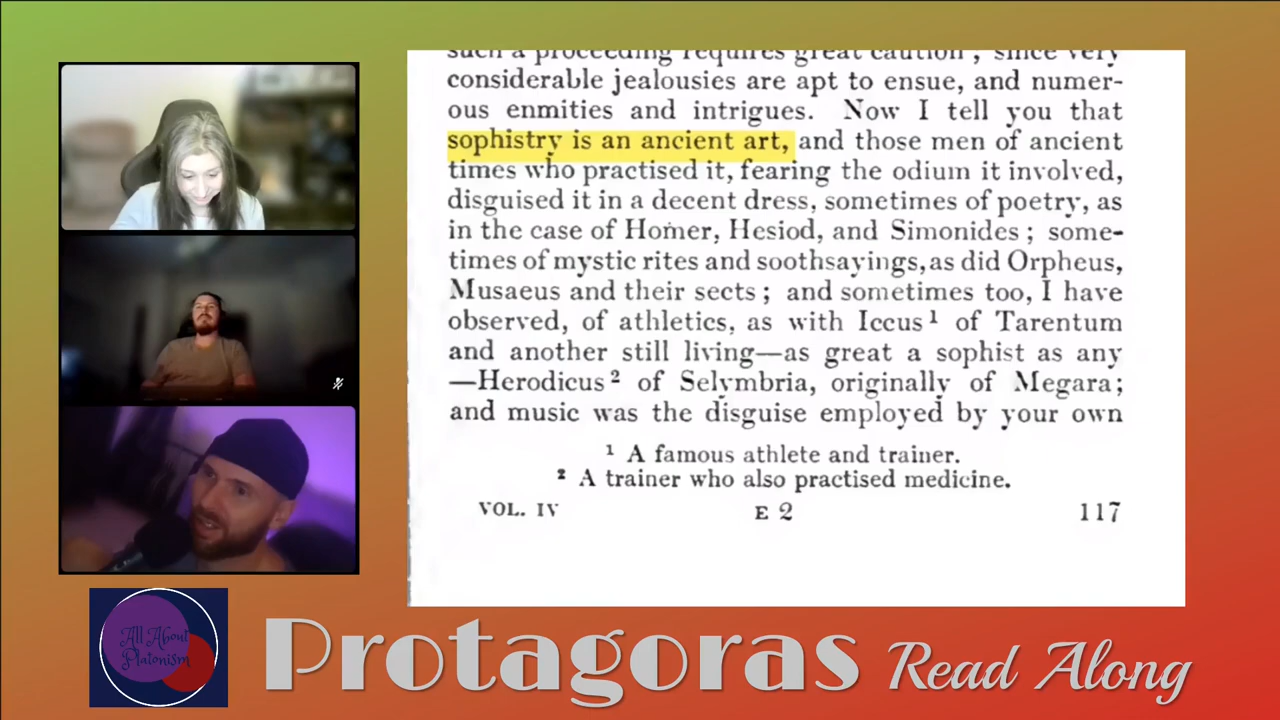 such a proceeding requires great caution ; since very
considerable jealousies are apt to ensue, and numer-
ous enmities and intrigues. Now I tell you that
sophistry is an ancient art, and those men of ancient
times who practised it, fearing the odium it involved,
disguised it in a decent dress, sometimes of poetry, as
in the case of Homer, Hesiod, and Simonides ; some-
times of mystic rites and soothsayings, as did Orpheus,
Musaeus and their sects ; and sometimes too, I have
observed, of athletics, as with Iccus¹ of Tarentum
and another still living—as great a sophist as any
—Herodicus² of Selymbria, originally of Megara ;
and music was the disguise employed by your own
¹ A famous athlete and trainer.
² A trainer who also practised medicine.
VOL. IV E 2 117
All About
Platonism
Protagoras Read Along